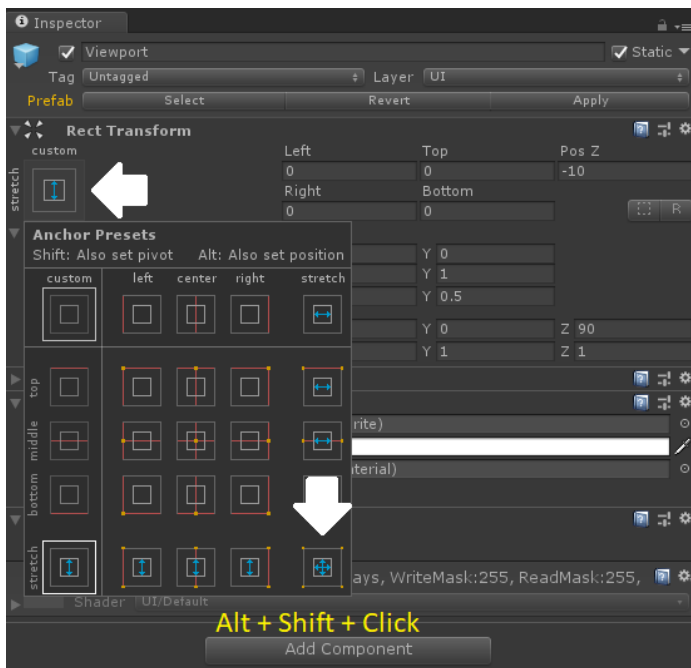 Inspector
Viewport Static
Tag Untagged Layer UI
Prefab Select Revert Apply
Rect Transform
custom Left Top Pos Z
stretch 0 0 -10
Right Bottom
0 0 R
Anchor Presets
Shift: Also set pivot Alt: Also set position Y 0
custom left center right stretch Y 1
Y 0.5
Y 0 Z 90
Y 1 Z 1
top
middle rite)
bottom aterial)
stretch ays, WriteMask:255, ReadMask:255,
Shader UI/Default
Alt + Shift + Click
Add Component